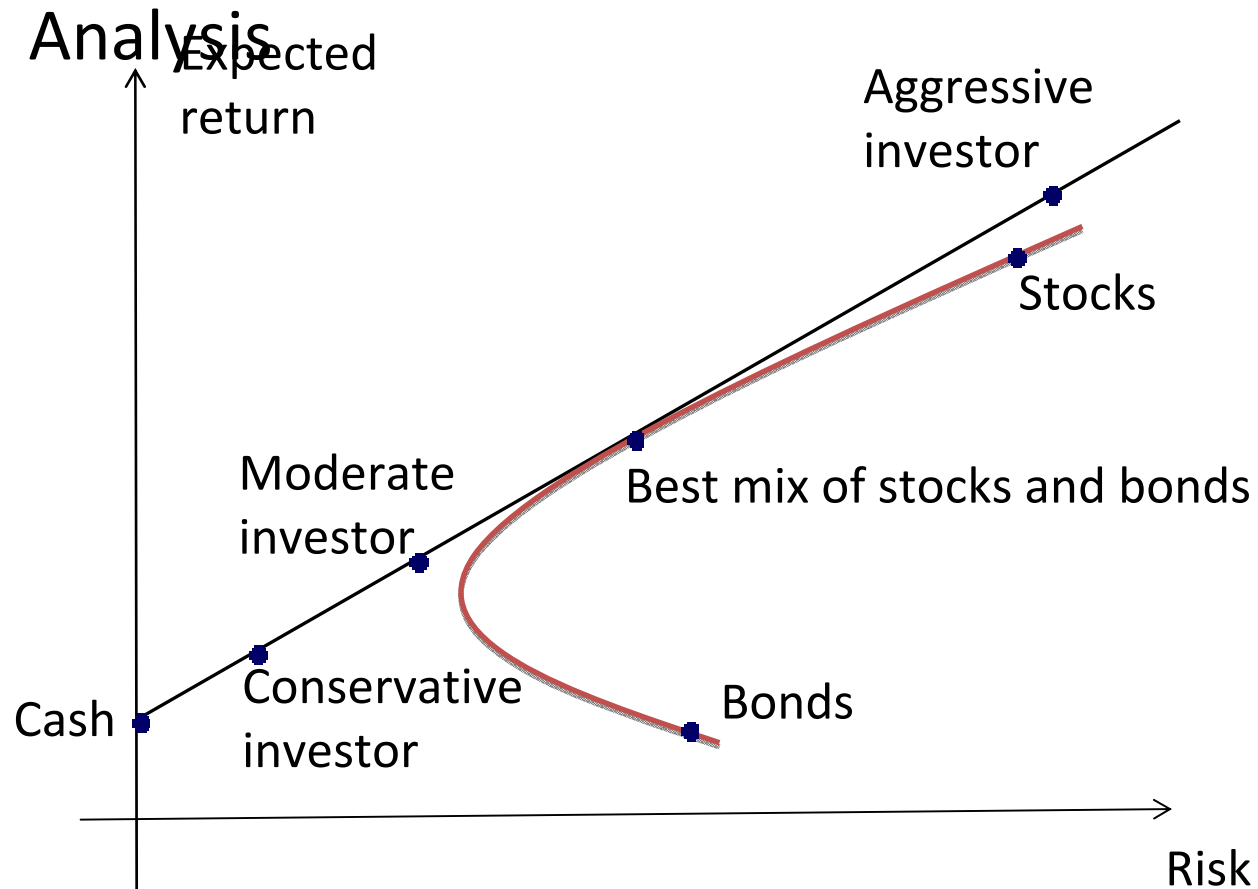 Analysis
Expected
return
Aggressive
investor
Stocks
Best mix of stocks and bonds
Moderate
investor
Conservative
investor
Cash
Bonds
Risk